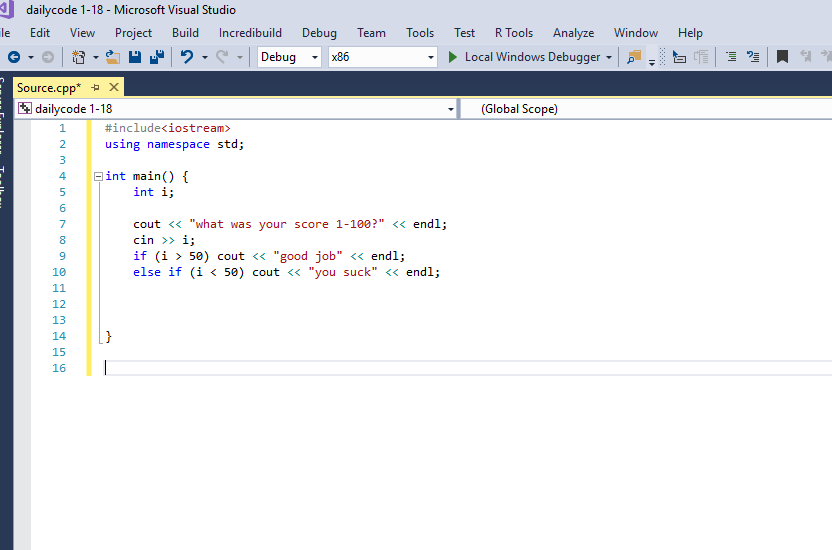 dailycode 1-18 - Microsoft Visual Studio
ile Edit View Project Build Incredibuild Debug Team Tools Test R Tools Analyze Window Help
Debug x86 Local Windows Debugger
Source.cpp*
dailycode 1-18 (Global Scope)
1 #include<iostream>
2 using namespace std;
3
4 int main() {
5 int i;
6
7 cout << "what was your score 1-100?" << endl;
8 cin >> i;
9 if (i > 50) cout << "good job" << endl;
10 else if (i < 50) cout << "you suck" << endl;
11
12
13
14 }
15
16